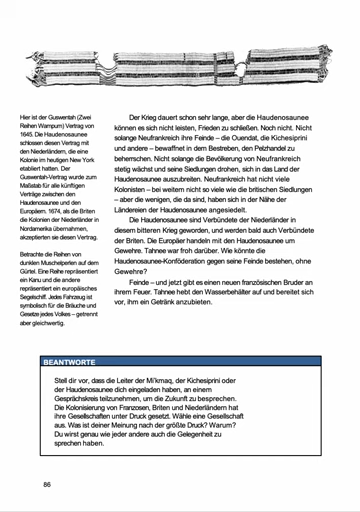 Hier ist der Guswentah (Zwei
Reihen Wampum) Vertrag von
1645. Die Haudenosaunee
schlossen diesen Vertrag mit
den Niederländern, die eine
Kolonie im heutigen New York
etabliert hatten. Der
Guswentah-Vertrag wurde zum
Maßstab für alle künftigen
Verträge zwischen den
Haudenosaunee und den
Europäern. 1674, als die Briten
die Kolonien der Niederländer in
Nordamerika übernahmen,
akzeptierten sie diesen Vertrag.
Betrachte die Reihen von
dunklen Muschelperlen auf dem
Gürtel. Eine Reihe repräsentiert
ein Kanu und die andere
repräsentiert ein europäisches
Segelschiff. Jedes Fahrzeug ist
symbolisch für die Bräuche und
Gesetze jedes Volkes – getrennt
aber gleichwertig.
Der Krieg dauert schon sehr lange, aber die Haudenosaunee
können es sich nicht leisten, Frieden zu schließen. Noch nicht. Nicht
solange Neufrankreich ihre Feinde – die Ouendat, die Kichesiprini
und andere – bewaffnet in dem Bestreben, den Pelzhandel zu
beherrschen. Nicht solange die Bevölkerung von Neufrankreich
stetig wächst und seine Siedlungen drohen, sich in das Land der
Haudenosaunee auszubreiten. Neufrankreich hat nicht viele
Kolonisten – bei weitem nicht so viele wie die britischen Siedlungen
– aber die wenigen, die da sind, haben sich in der Nähe der
Ländereien der Haudenosaunee angesiedelt.
Die Haudenosaunee sind Verbündete der Niederländer in
diesem bitteren Krieg geworden, und werden bald auch Verbündete
der Briten. Die Europäer handeln mit den Haudenosaunee um
Gewehre. Tahnee war froh darüber. Wie könnte die
Haudenosaunee-Konföderation gegen seine Feinde bestehen, ohne
Gewehre?
Feinde – und jetzt gibt es einen neuen französischen Bruder an
ihrem Feuer. Tahnee hebt den Wasserbehälter auf und bereitet sich
vor, ihm ein Getränk anzubieten.
BEANTWORTE
Stell dir vor, dass die Leiter der Mi'kmaq, der Kichesiprini oder
der Haudenosaunee dich eingeladen haben, an einem
Gesprächskreis teilzunehmen, um die Zukunft zu besprechen.
Die Kolonisierung von Franzosen, Briten und Niederländern hat
ihre Gesellschaften unter Druck gesetzt. Wähle eine Gesellschaft
aus. Was ist deiner Meinung nach der größte Druck? Warum?
Du wirst genau wie jeder andere auch die Gelegenheit zu
sprechen haben.
86